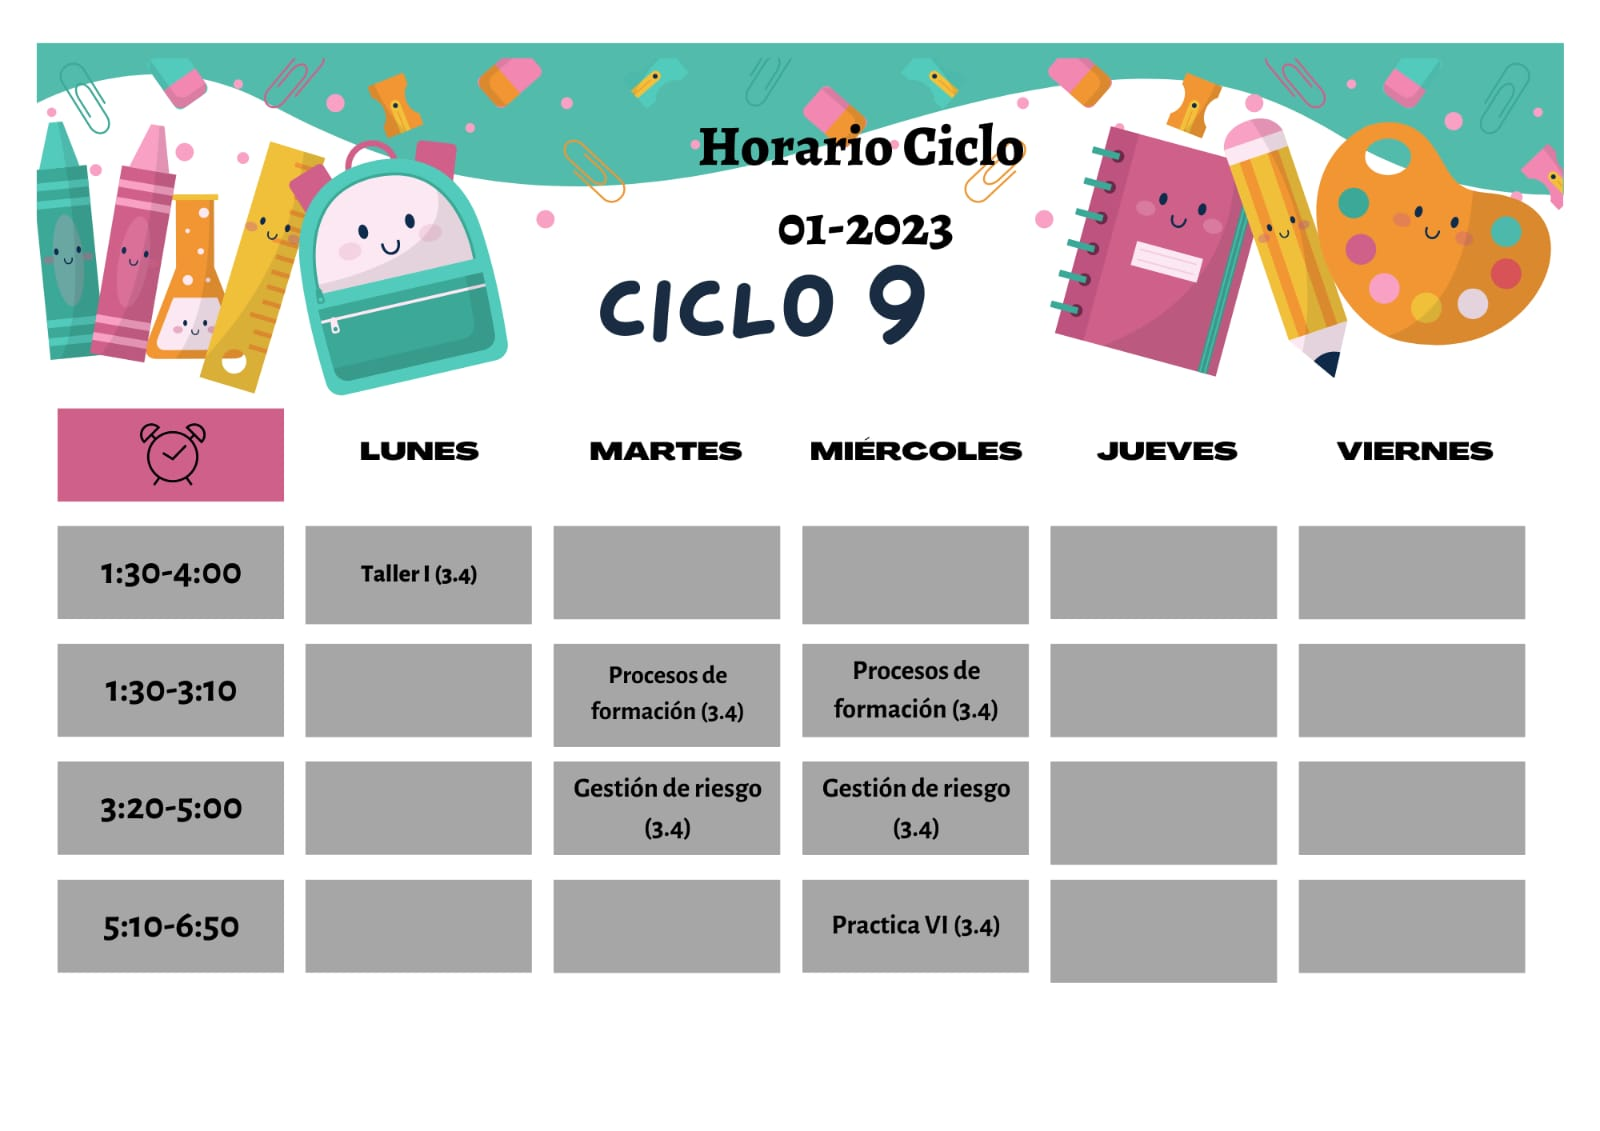 Horario Ciclo
01-2023
CICLO 9
LUNES MARTES MIÉRCOLES JUEVES VIERNES
1:30-4:00 Taller I (3.4)
1:30-3:10 Procesos de formación (3.4) Procesos de formación (3.4)
3:20-5:00 Gestión de riesgo (3.4) Gestión de riesgo (3.4)
5:10-6:50 Practica VI (3.4)